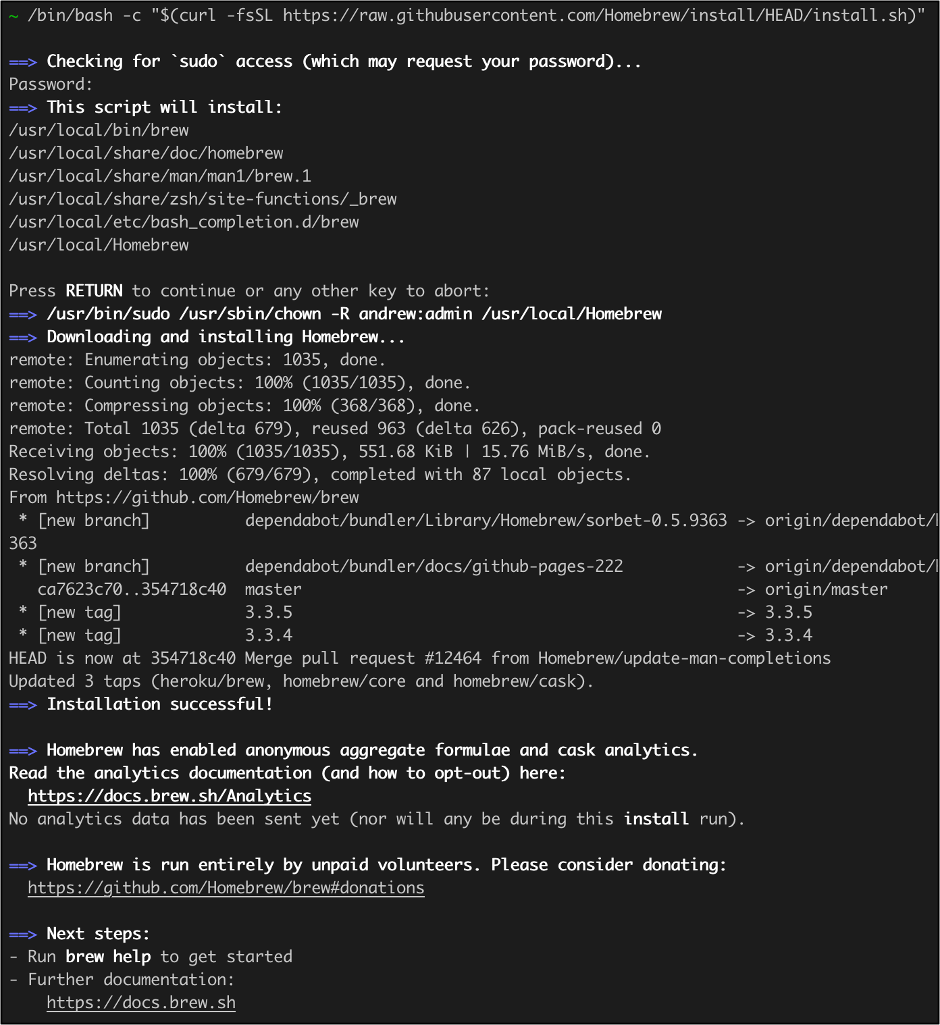 ~ /bin/bash -c "$(curl -fsSL https://raw.githubusercontent.com/Homebrew/install/HEAD/install.sh)"
==> Checking for `sudo` access (which may request your password)...
Password:
==> This script will install:
/usr/local/bin/brew
/usr/local/share/doc/homebrew
/usr/local/share/man/man1/brew.1
/usr/local/share/zsh/site-functions/_brew
/usr/local/etc/bash_completion.d/brew
/usr/local/Homebrew
Press RETURN to continue or any other key to abort:
==> /usr/bin/sudo /usr/sbin/chown -R andrew:admin /usr/local/Homebrew
==> Downloading and installing Homebrew...
remote: Enumerating objects: 1035, done.
remote: Counting objects: 100% (1035/1035), done.
remote: Compressing objects: 100% (368/368), done.
remote: Total 1035 (delta 679), reused 963 (delta 626), pack-reused 0
Receiving objects: 100% (1035/1035), 551.68 KiB | 15.76 MiB/s, done.
Resolving deltas: 100% (679/679), completed with 87 local objects.
From https://github.com/Homebrew/brew
 * [new branch]          dependabot/bundler/Library/Homebrew/sorbet-0.5.9363 -> origin/dependabot/
363
 * [new branch]          dependabot/bundler/docs/github-pages-222            -> origin/dependabot/
   ca7623c70..354718c40  master                                              -> origin/master
 * [new tag]             3.3.5                                               -> 3.3.5
 * [new tag]             3.3.4                                               -> 3.3.4
HEAD is now at 354718c40 Merge pull request #12464 from Homebrew/update-man-completions
Updated 3 taps (heroku/brew, homebrew/core and homebrew/cask).
==> Installation successful!
==> Homebrew has enabled anonymous aggregate formulae and cask analytics.
Read the analytics documentation (and how to opt-out) here:
  https://docs.brew.sh/Analytics
No analytics data has been sent yet (nor will any be during this install run).
==> Homebrew is run entirely by unpaid volunteers. Please consider donating:
  https://github.com/Homebrew/brew#donations
==> Next steps:
- Run brew help to get started
- Further documentation:
    https://docs.brew.sh